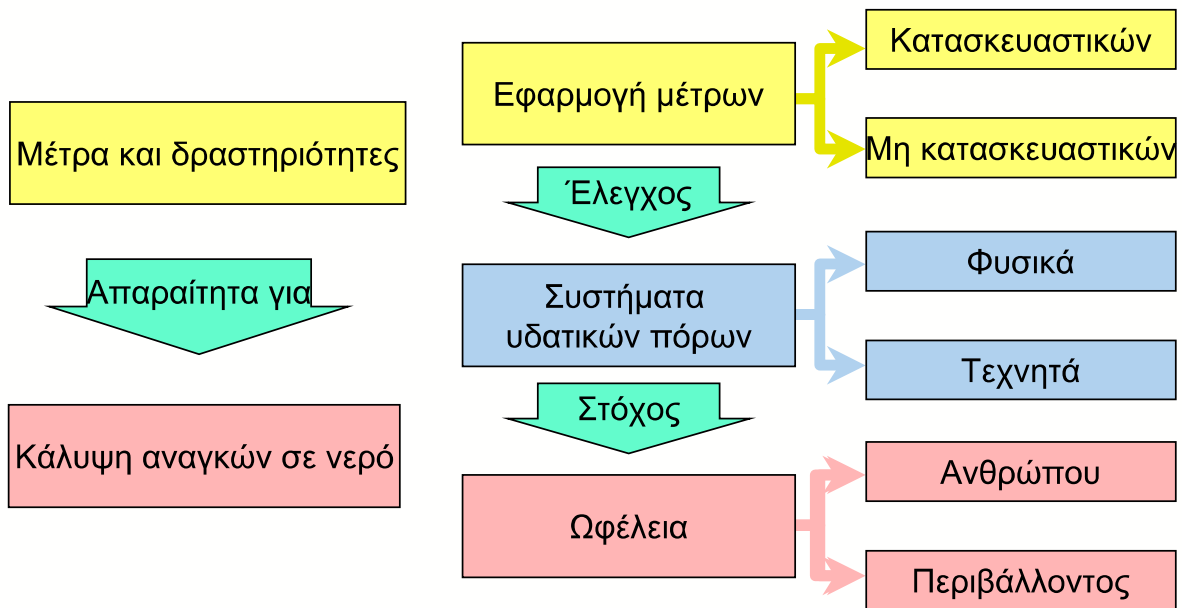 Μέτρα και δραστηριότητες
Απαραίτητα για
Κάλυψη αναγκών σε νερό
Εφαρμογή μέτρων
Κατασκευαστικών
Μη κατασκευαστικών
Έλεγχος
Συστήματα
υδατικών πόρων
Φυσικά
Τεχνητά
Στόχος
Ωφέλεια
Ανθρώπου
Περιβάλλοντος